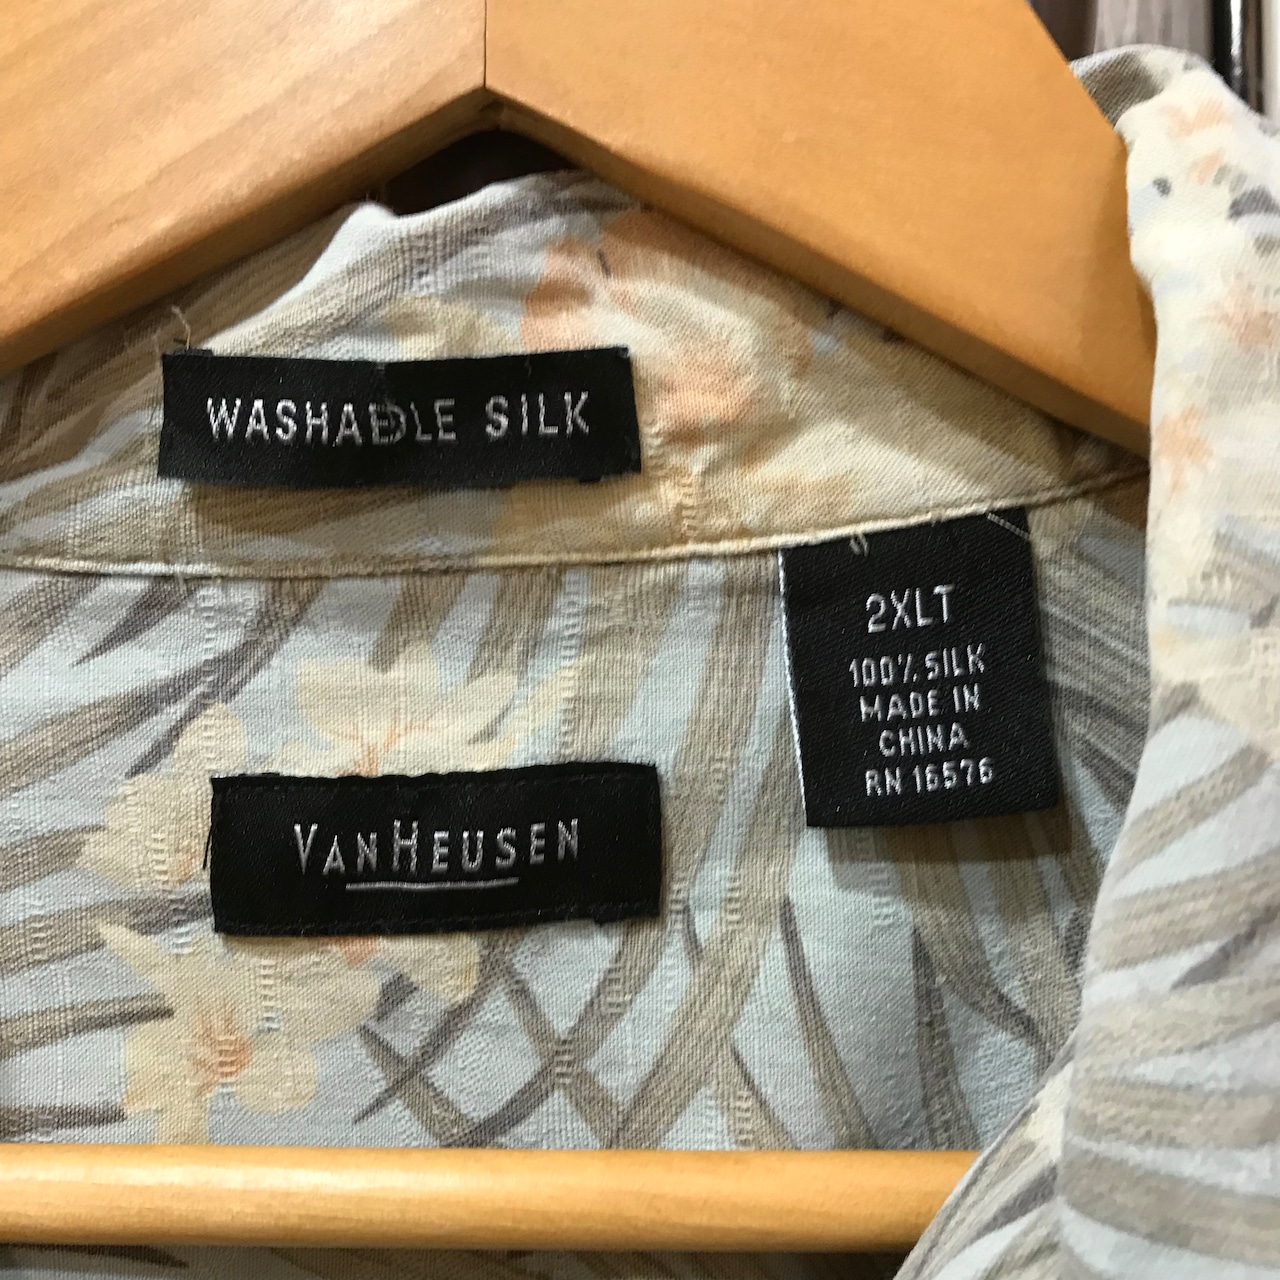 WASHABLE SILK
2XLT
100% SILK
MADE IN
CHINA
RN 16576
VANHEUSEN